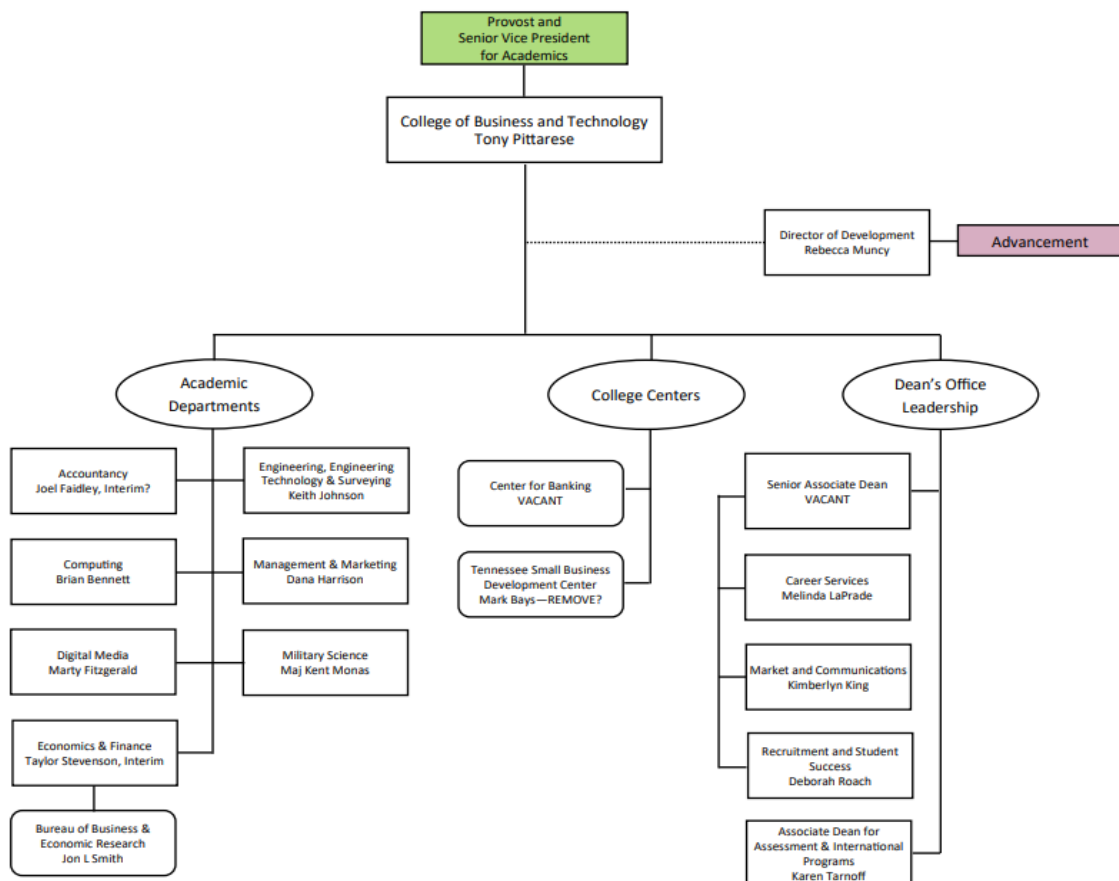 Provost and
Senior Vice President
for Academics
College of Business and Technology
Tony Pittarese
Director of Development
Rebecca Muncy
Advancement
Academic
Departments
College Centers
Dean's Office
Leadership
Accountancy
Joel Faidley, Interim?
Engineering, Engineering
Technology & Surveying
Keith Johnson
Computing
Brian Bennett
Management & Marketing
Dana Harrison
Digital Media
Marty Fitzgerald
Military Science
Maj Kent Monas
Economics & Finance
Taylor Stevenson, Interim
Bureau of Business &
Economic Research
Jon L Smith
Center for Banking
VACANT
Tennessee Small Business
Development Center
Mark Bays—REMOVE?
Senior Associate Dean
VACANT
Career Services
Melinda LaPrade
Market and Communications
Kimberlyn King
Recruitment and Student
Success
Deborah Roach
Associate Dean for
Assessment & International
Programs
Karen Tarnoff